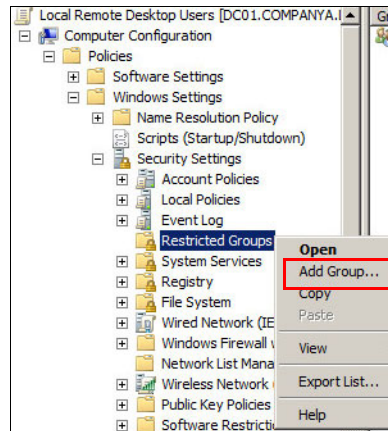 Local Remote Desktop Users [DC01.COMPANYA.
Computer Configuration
Policies
Software Settings
Windows Settings
Name Resolution Policy
Scripts (Startup/Shutdown)
Security Settings
Account Policies
Local Policies
Event Log
Restricted Groups
System Services
Registry
File System
Wired Network (IE
Windows Firewall
Network List Mana
Wireless Network
Public Key Policies
Software Restricti
Open
Add Group...
Copy
Paste
View
Export List...
Help